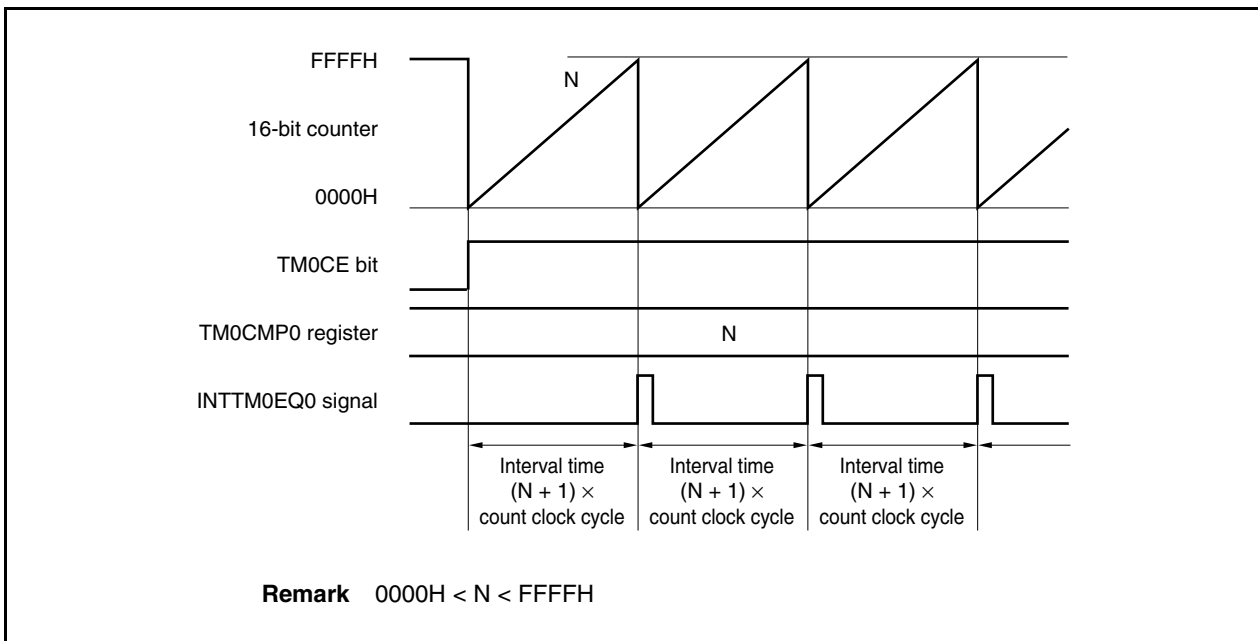 FFFFH
N
16-bit counter
0000H
TM0CE bit
TM0CMP0 register
N
INTTM0EQ0 signal
Interval time
(N + 1) ×
count clock cycle
Interval time
(N + 1) ×
count clock cycle
Interval time
(N + 1) ×
count clock cycle
Remark 0000H < N < FFFFH